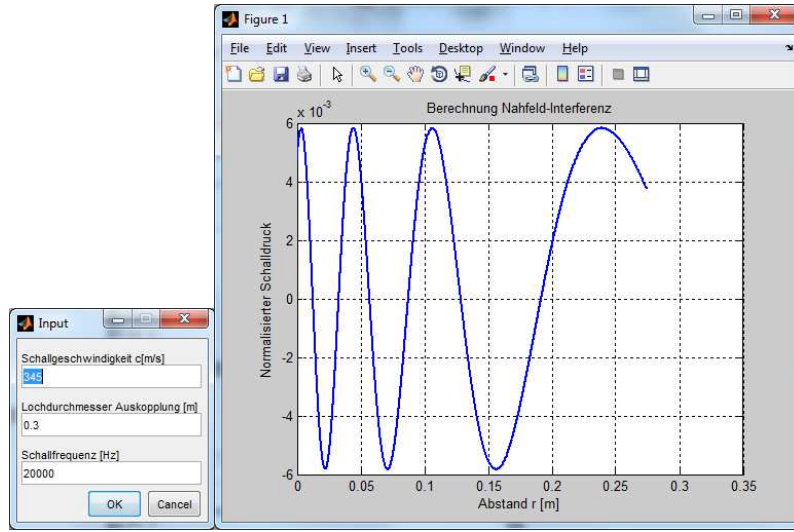 Figure 1
File Edit View Insert Tools Desktop Window Help
x 10^-3
Berechnung Nahfeld-Interferenz
6
4
2
0
-2
-4
-6
Normalisierter Schalldruck
0 0.05 0.1 0.15 0.2 0.25 0.3 0.35
Abstand r [m]
Input
Schallgeschwindigkeit c[m/s]
345
Lochdurchmesser Auskopplung [m]
0.3
Schallfrequenz [Hz]
20000
OK Cancel